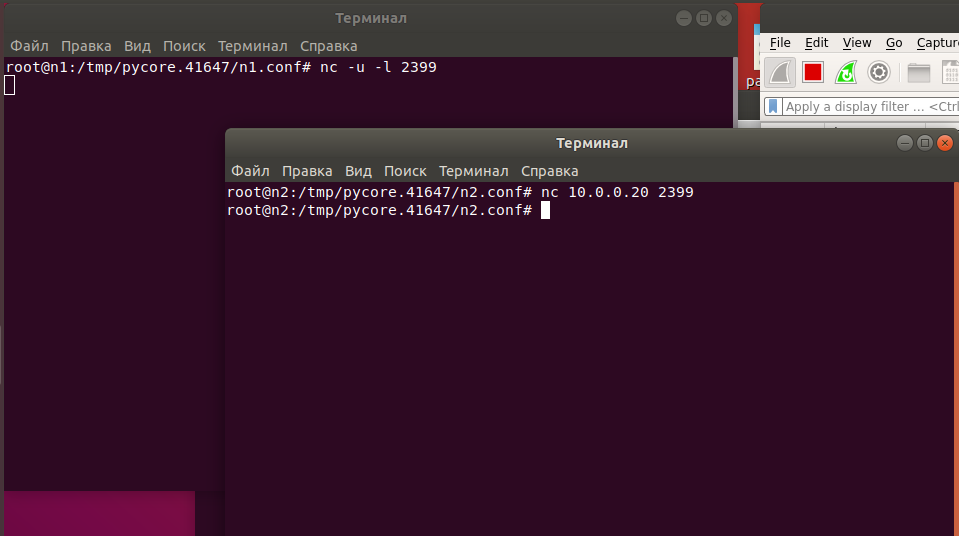 Терминал
Файл Правка Вид Поиск Терминал Справка
root@n1:/tmp/pycore.41647/n1.conf# nc -u -l 2399
File Edit View Go
Apply a display filter ... <Ctrl
Терминал
Файл Правка Вид Поиск Терминал Справка
root@n2:/tmp/pycore.41647/n2.conf# nc 10.0.0.20 2399
root@n2:/tmp/pycore.41647/n2.conf#